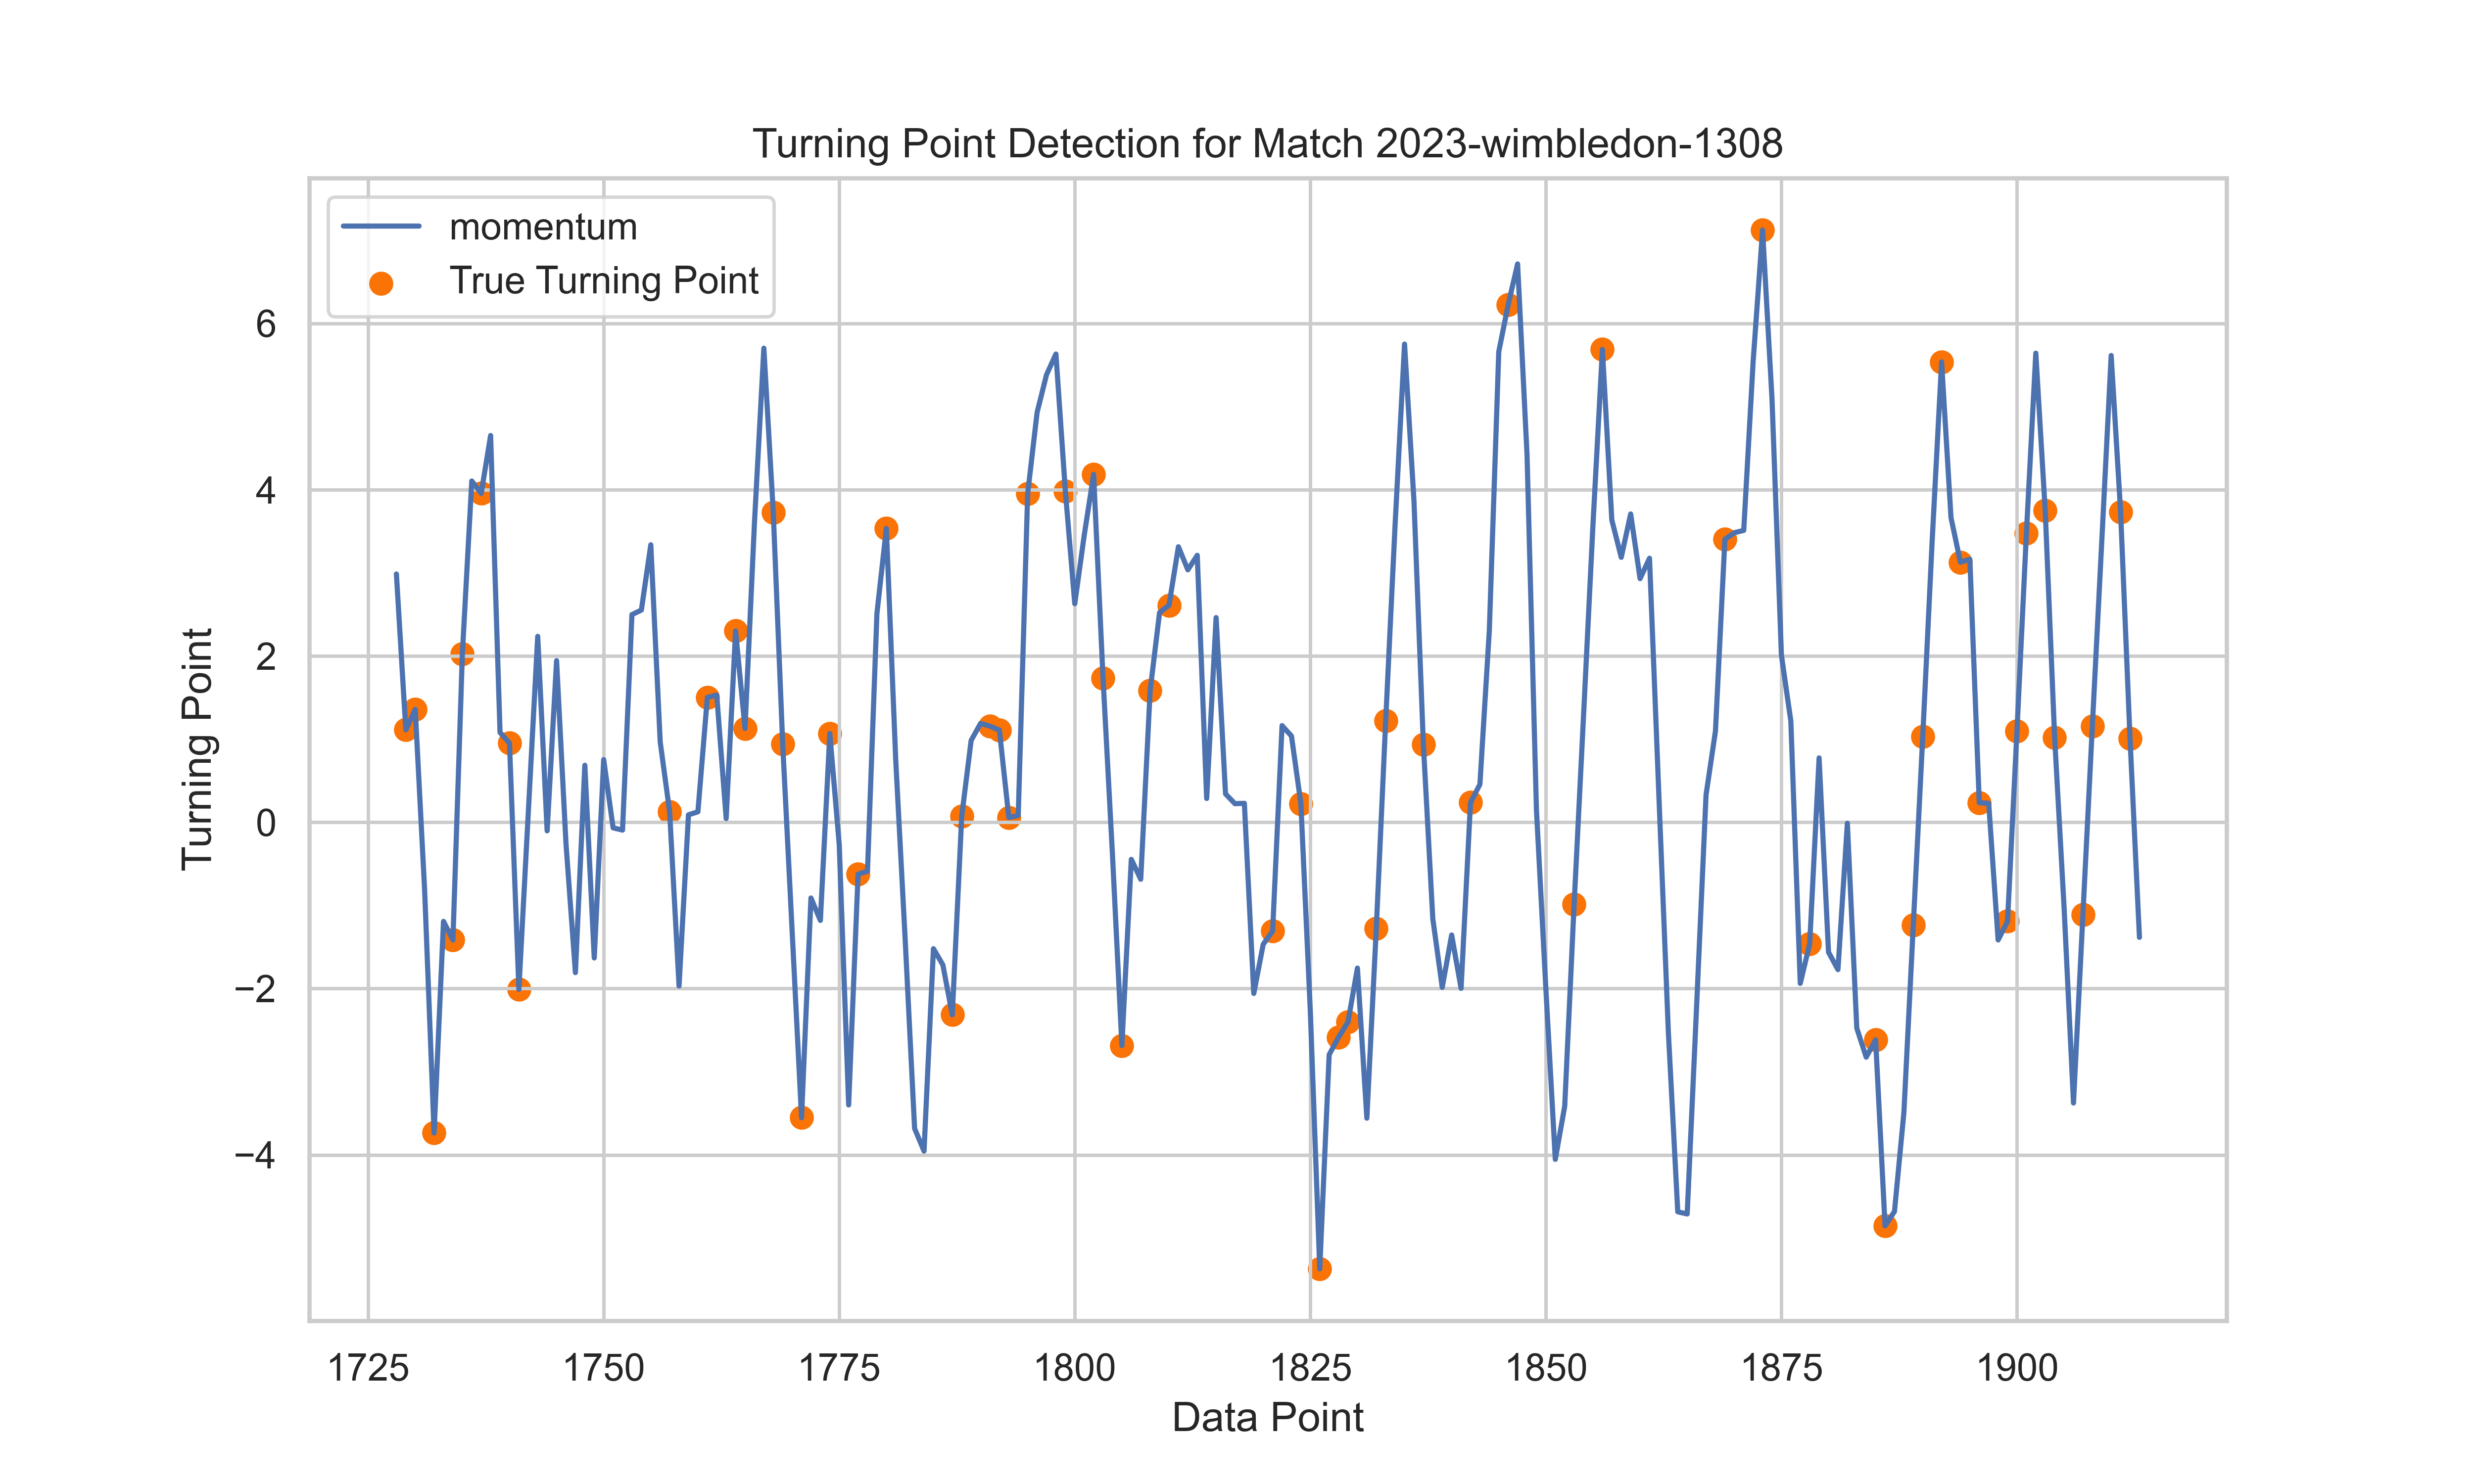 Turning Point Detection for Match 2023-wimbledon-1308
momentum
True Turning Point
6
4
2
0
−2
−4
Turning Point
1725 1750 1775 1800 1825 1850 1875 1900
Data Point